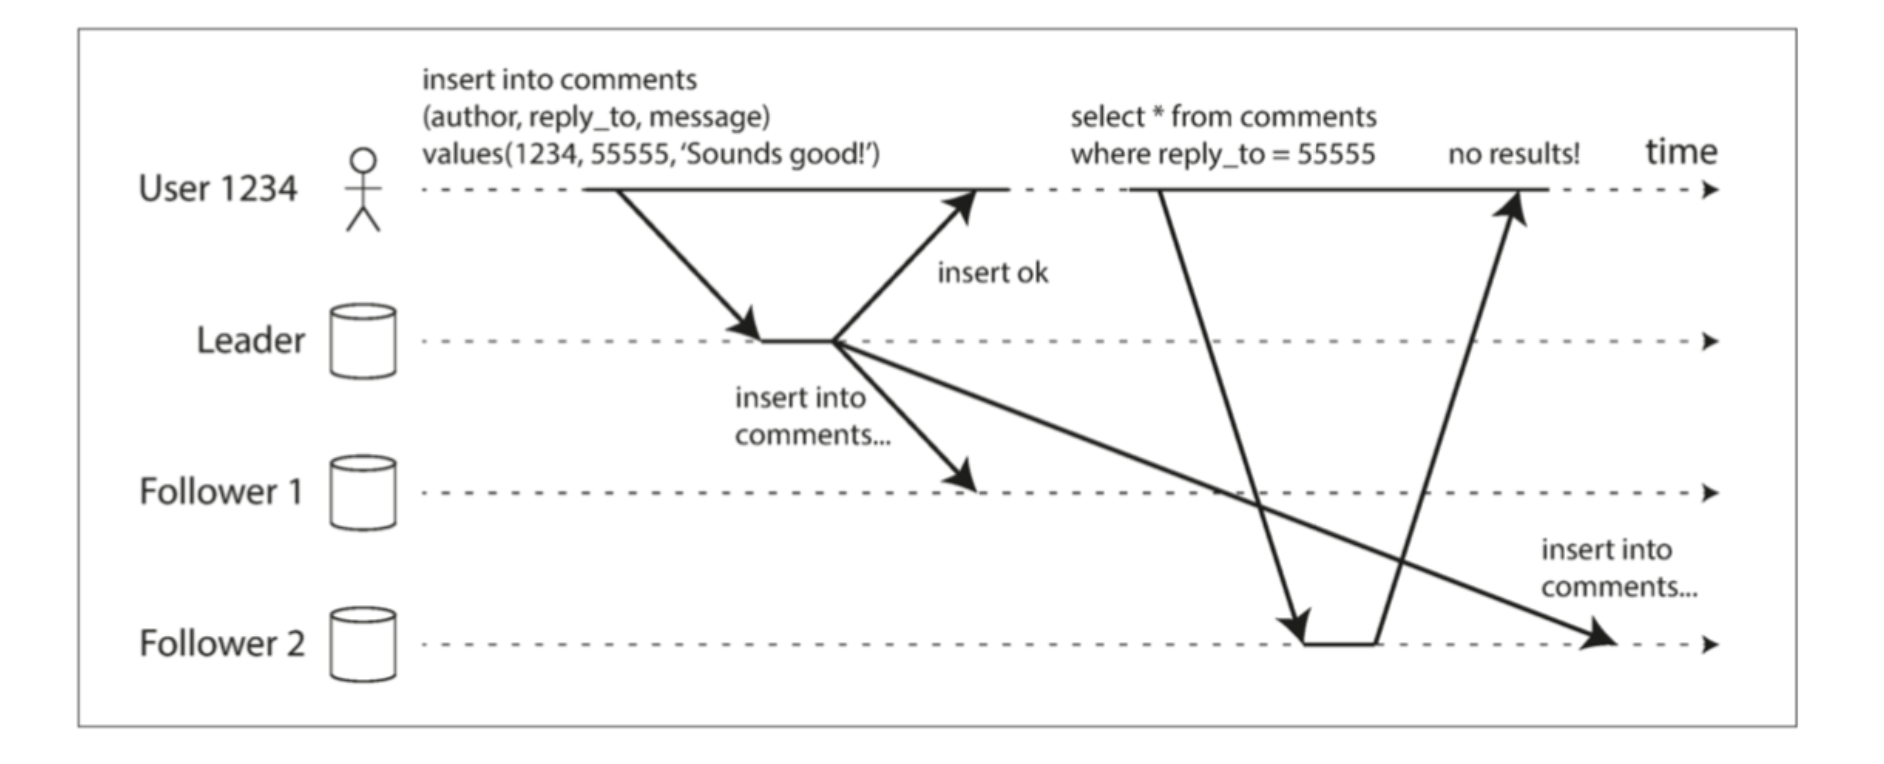 insert into comments
(author, reply_to, message)
values(1234, 55555, ‘Sounds good!’)
select * from comments
where reply_to = 55555
no results!
time
User 1234
insert ok
Leader
insert into
comments...
Follower 1
insert into
comments...
Follower 2